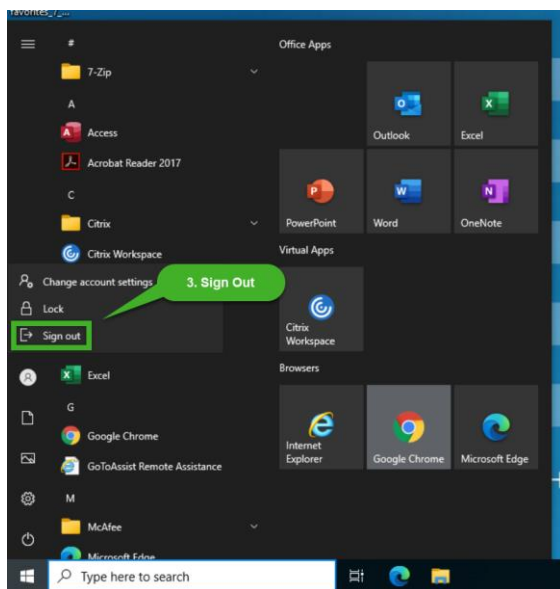 favorites_7_...
#
7-Zip
A
Access
Acrobat Reader 2017
C
Citrix
Citrix Workspace
Change account settings
3. Sign Out
Lock
Sign out
Excel
G
Google Chrome
GoToAssist Remote Assistance
M
McAfee
Microsoft Edge
Office Apps
Outlook
Excel
PowerPoint
Word
OneNote
Virtual Apps
Citrix
Workspace
Browsers
Internet
Explorer
Google Chrome
Microsoft Edge
Type here to search